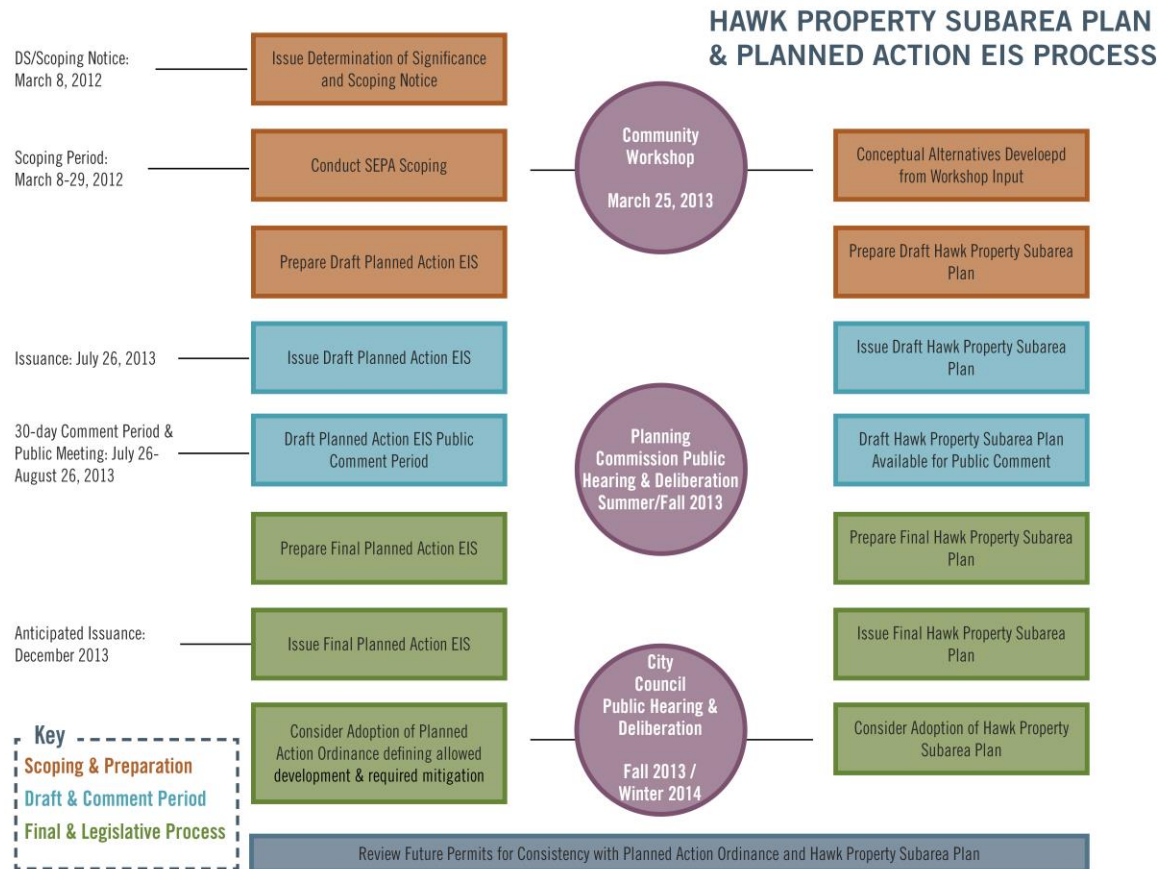 HAWK PROPERTY SUBAREA PLAN
& PLANNED ACTION EIS PROCESS
DS/Scoping Notice:
March 8, 2012
Issue Determination of Significance
and Scoping Notice
Community
Workshop
March 25, 2013
Scoping Period:
March 8-29, 2012
Conduct SEPA Scoping
Conceptual Alternatives Develoepd
from Workshop Input
Prepare Draft Planned Action EIS
Prepare Draft Hawk Property Subarea
Plan
Issuance: July 26, 2013
Issue Draft Planned Action EIS
Issue Draft Hawk Property Subarea
Plan
30-day Comment Period &
Public Meeting: July 26-
August 26, 2013
Draft Planned Action EIS Public
Comment Period
Planning
Commission Public
Hearing & Deliberation
Summer/Fall 2013
Draft Hawk Property Subarea Plan
Available for Public Comment
Prepare Final Planned Action EIS
Prepare Final Hawk Property Subarea
Plan
Anticipated Issuance:
December 2013
Issue Final Planned Action EIS
Issue Final Hawk Property Subarea
Plan
City
Council
Public Hearing &
Deliberation
Fall 2013 /
Winter 2014
Consider Adoption of Planned
Action Ordinance defining allowed
development & required mitigation
Consider Adoption of Hawk Property
Subarea Plan
Key
Scoping & Preparation
Draft & Comment Period
Final & Legislative Process
Review Future Permits for Consistency with Planned Action Ordinance and Hawk Property Subarea Plan